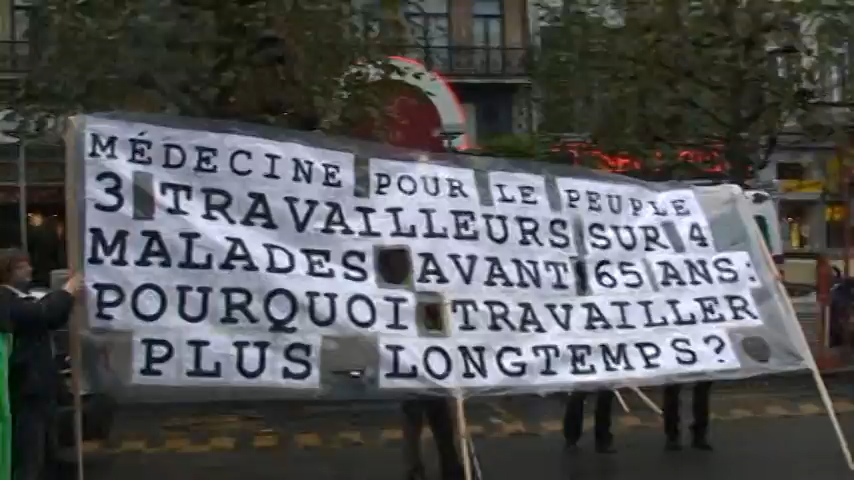 MÉDECINE POUR LE PEUPLE
3 TRAVAILLEURS SUR 4
MALADES AVANT 65 ANS:
POURQUOI TRAVAILLER
PLUS LONGTEMPS?